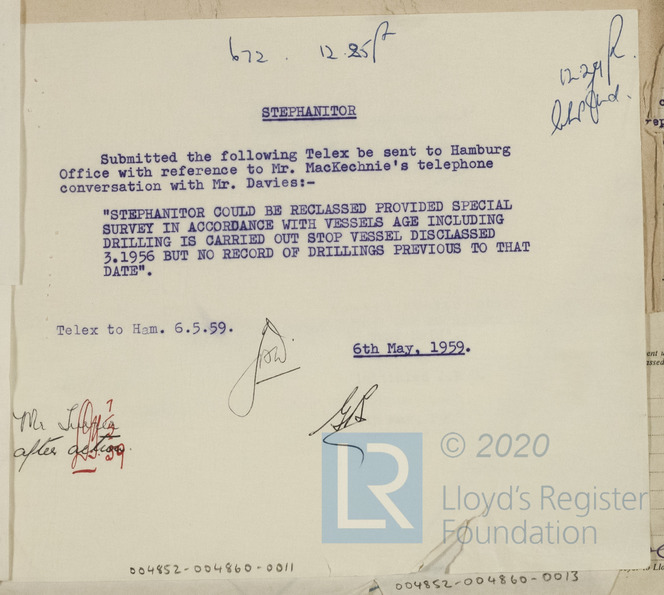 672. 12.25
12.29
STEPHANITOR
Submitted the following Telex be sent to Hamburg
Office with reference to Mr. MacKechnie's telephone
conversation with Mr. Davies:-
"STEPHANITOR COULD BE RECLASSED PROVIDED SPECIAL
SURVEY IN ACCORDANCE WITH VESSELS AGE INCLUDING
DRILLING IS CARRIED OUT STOP VESSEL DISCLASSED
3.1956 BUT NO RECORD OF DRILLINGS PREVIOUS TO THAT
DATE".
Telex to Ham. 6.5.59.
6th May, 1959.
Mr
after action.
LR
© 2020
Lloyd's Register
Foundation
004852-004860-0011
004852-004860-0013